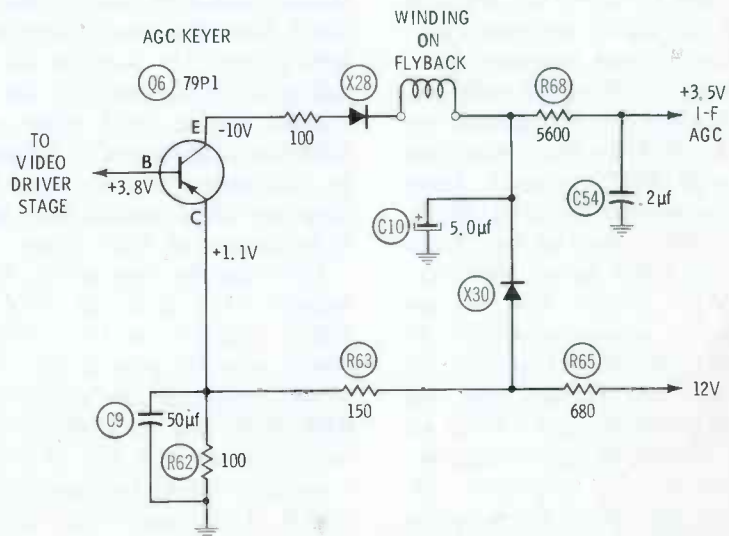 AGC KEYER
Q6 79P1
WINDING
ON
FLYBACK
X28
R68
E
-10V
100
5600
+3.5V
I-F
AGC
TO
VIDEO
DRIVER
STAGE
B
+3.8V
C
+1.1V
C10
+
5.0µf
C54
.2µf
X30
R63
150
R65
680
12V
C9
50µf
R62
100